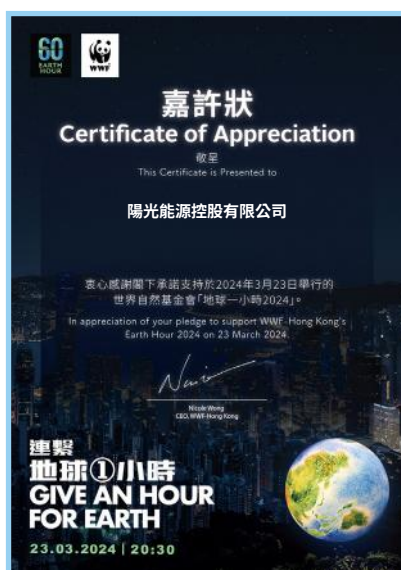 60
EARTH
HOUR
WWF
嘉許狀
Certificate of Appreciation
敬呈
This Certificate is Presented to
陽光能源控股有限公司
衷心感謝閣下承諾支持於2024年3月23日舉行的
世界自然基金會「地球一小時2024」。
In appreciation of your pledge to support WWF-Hong Kong's
Earth Hour 2024 on 23 March 2024.
Nicole Wong
CEO, WWF-Hong Kong
連繫
地球①小時
GIVE AN HOUR
FOR EARTH
23.03.2024 | 20:30